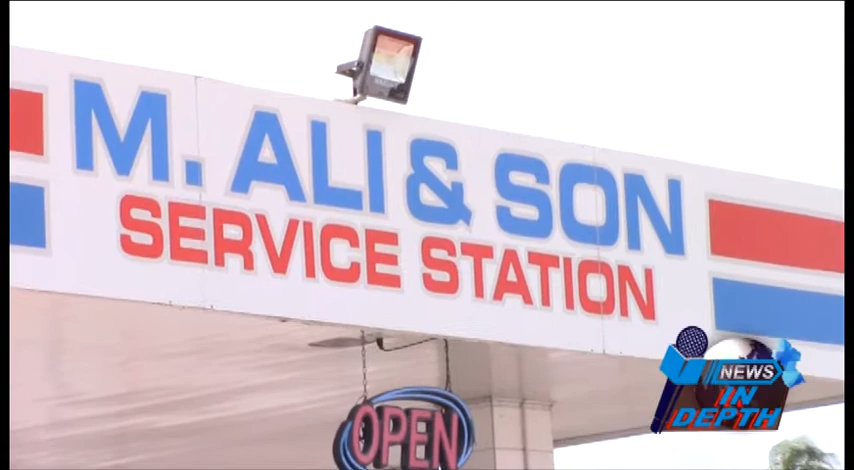 M. ALI & SON
SERVICE STATION
OPEN
NEWS
IN
DEPTH